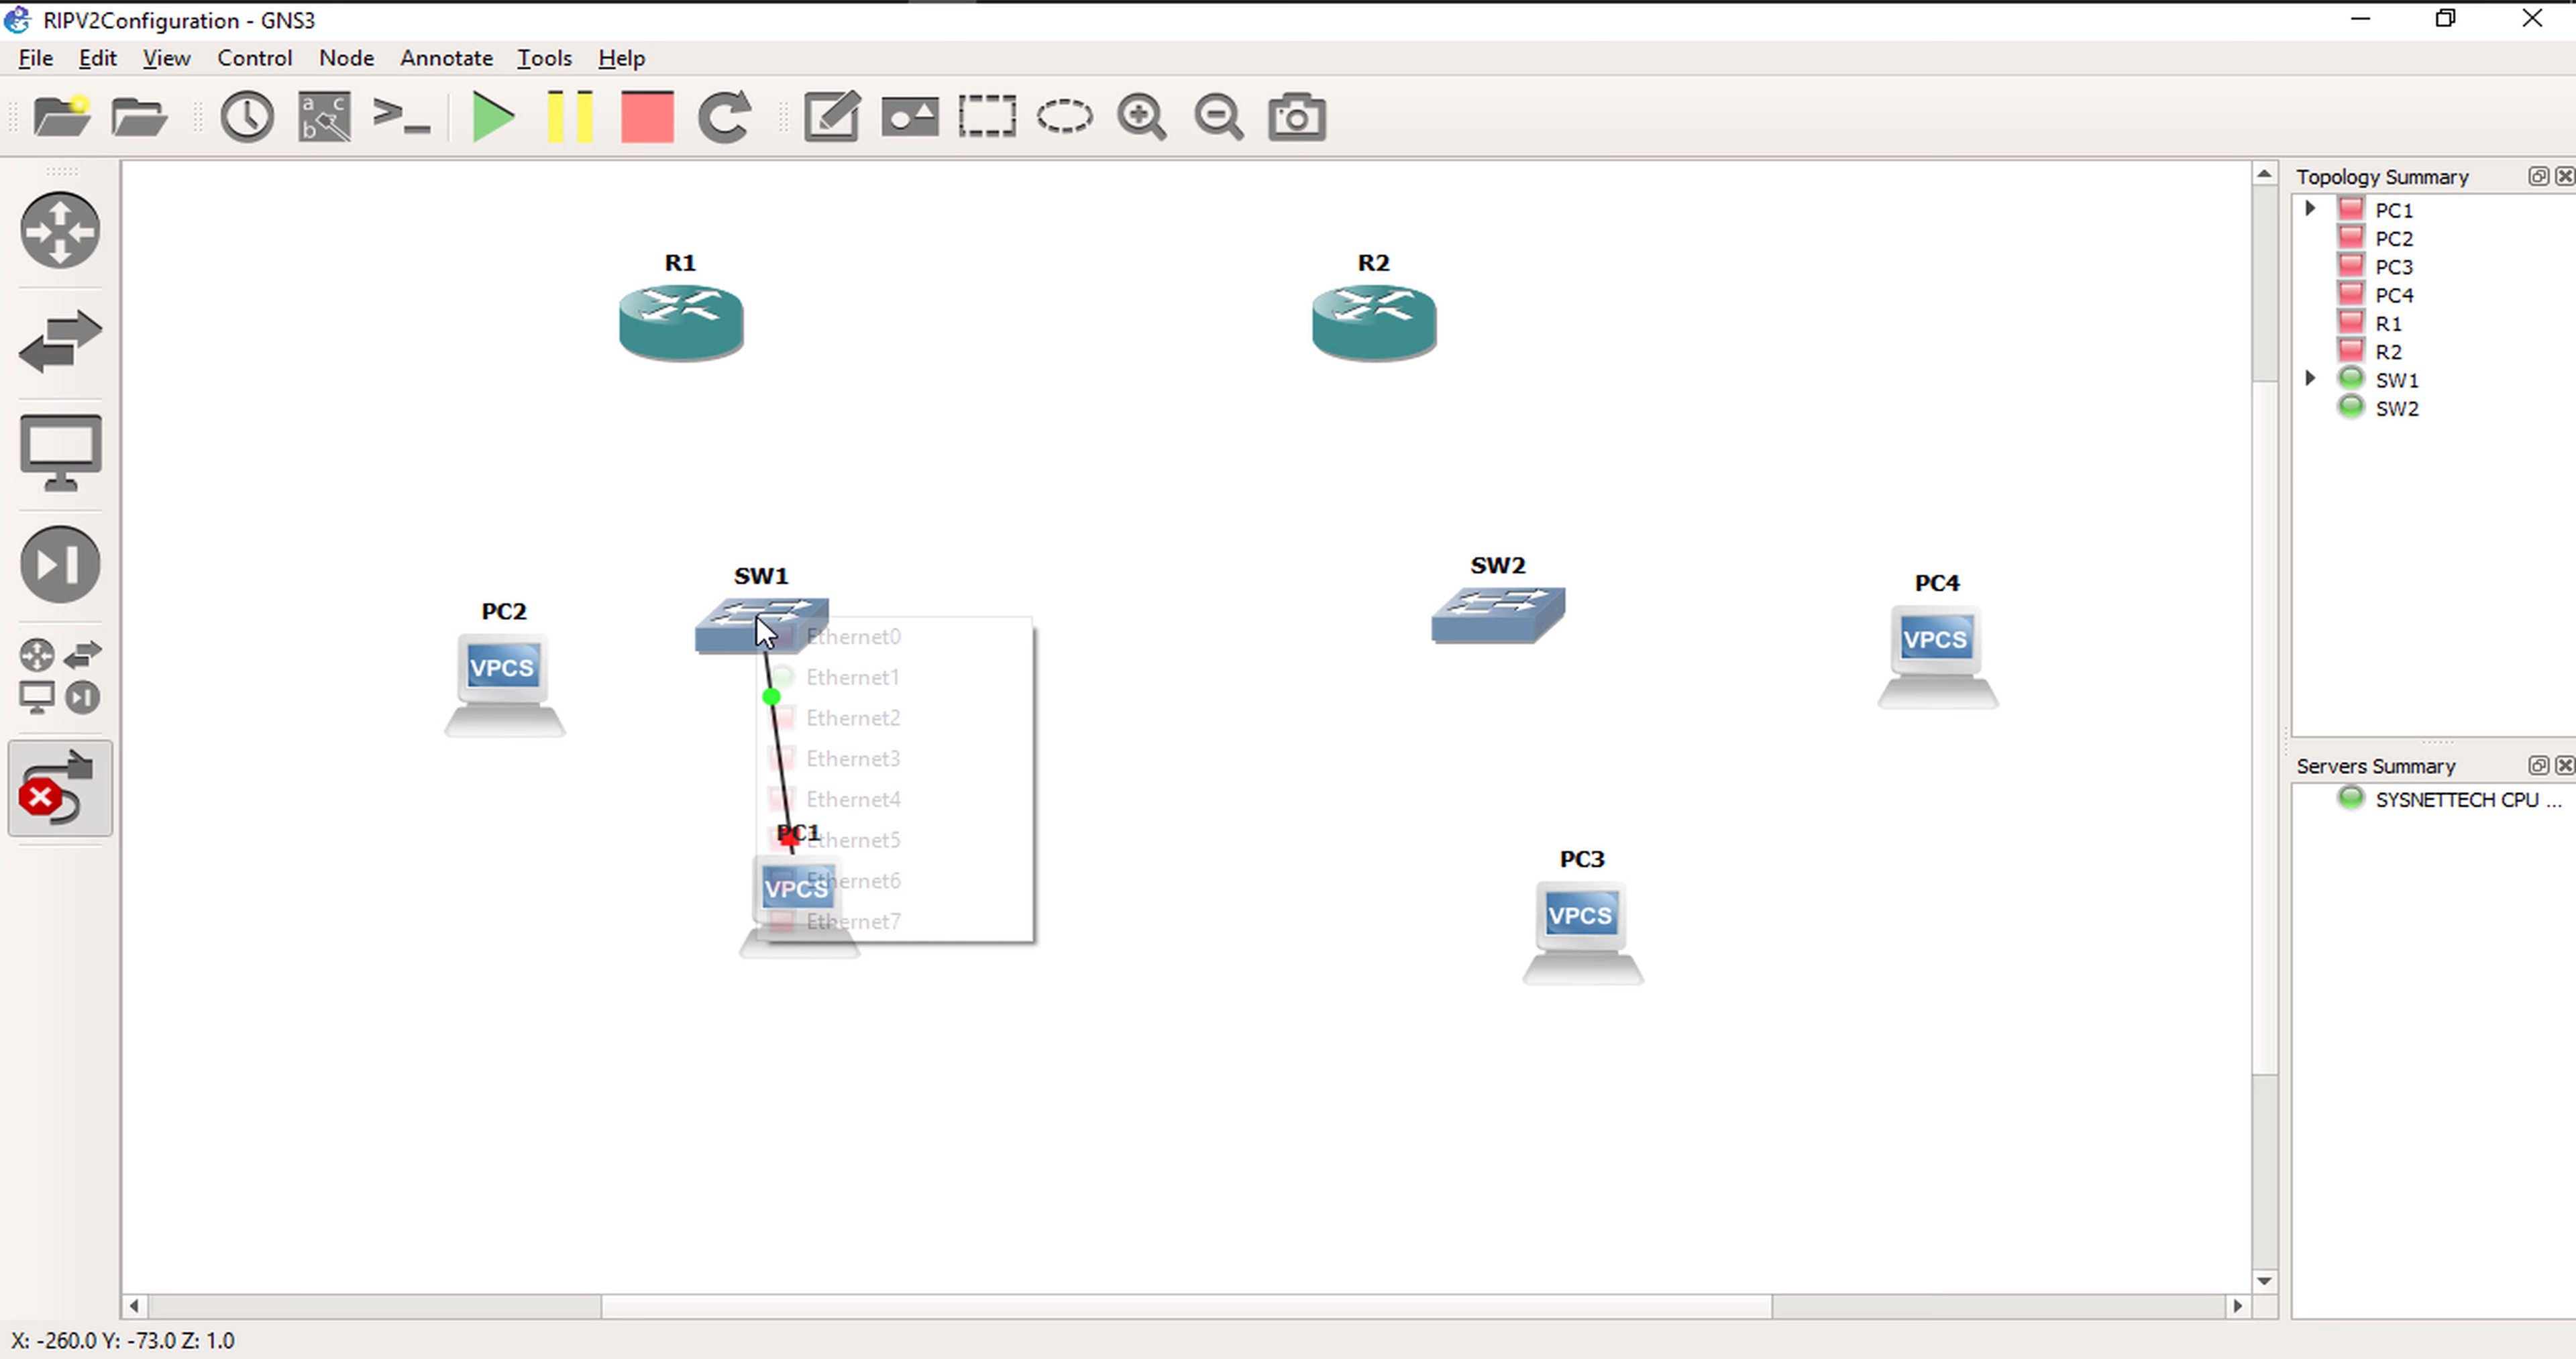 RIPV2Configuration - GNS3
File Edit View Control Node Annotate Tools Help
a c
b
Topology Summary
PC1
PC2
PC3
PC4
R1
R2
SW1
SW2
R1
R2
SW1
SW2
PC2
VPCS
PC4
VPCS
Ethernet0
Ethernet1
Ethernet2
Ethernet3
Ethernet4
Ethernet5
Ethernet6
Ethernet7
PC1
VPCS
PC3
VPCS
Servers Summary
SYSNETTECH CPU ...
X: -260.0 Y: -73.0 Z: 1.0